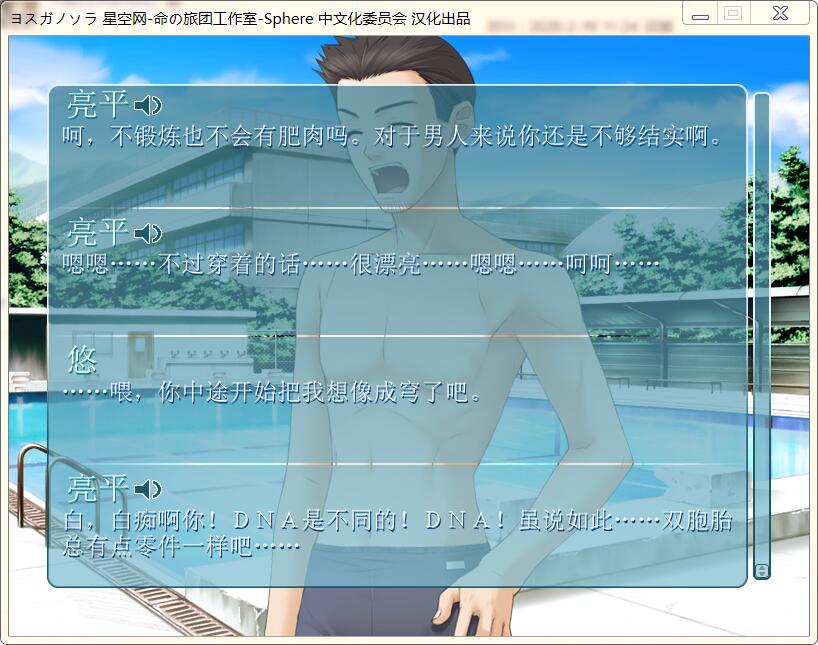 ヨスガノソラ 星空网-命の旅团工作室-Sphere 中文化委员会 汉化出品
亮平
呵，不锻炼也不会有肥肉吗。对于男人来说你还是不够结实啊。
亮平
嗯嗯……不过穿着的话……很漂亮……嗯嗯……呵呵……
悠
……喂，你中途开始把我想像成穹了吧。
亮平
白，白痴啊你！ＤＮＡ是不同的！ＤＮＡ！虽说如此……双胞胎
总有点零件一样吧……